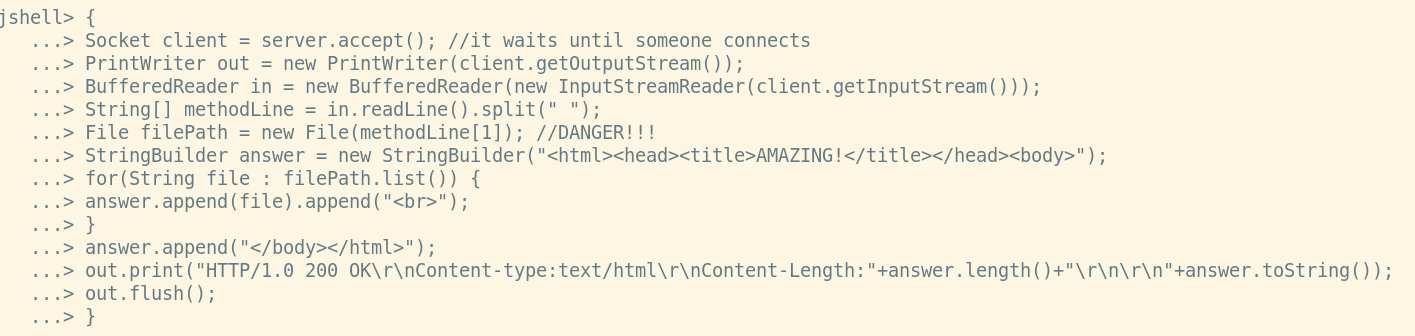 jshell> {
   ...> Socket client = server.accept(); //it waits until someone connects
   ...> PrintWriter out = new PrintWriter(client.getOutputStream());
   ...> BufferedReader in = new BufferedReader(new InputStreamReader(client.getInputStream()));
   ...> String[] methodLine = in.readLine().split(" ");
   ...> File filePath = new File(methodLine[1]); //DANGER!!!
   ...> StringBuilder answer = new StringBuilder("<html><head><title>AMAZING!</title></head><body>");
   ...> for(String file : filePath.list()) {
   ...> answer.append(file).append("<br>");
   ...> }
   ...> answer.append("</body></html>");
   ...> out.print("HTTP/1.0 200 OK\r\nContent-type:text/html\r\nContent-Length:"+answer.length()+"\r\n\r\n"+answer.toString());
   ...> out.flush();
   ...> }